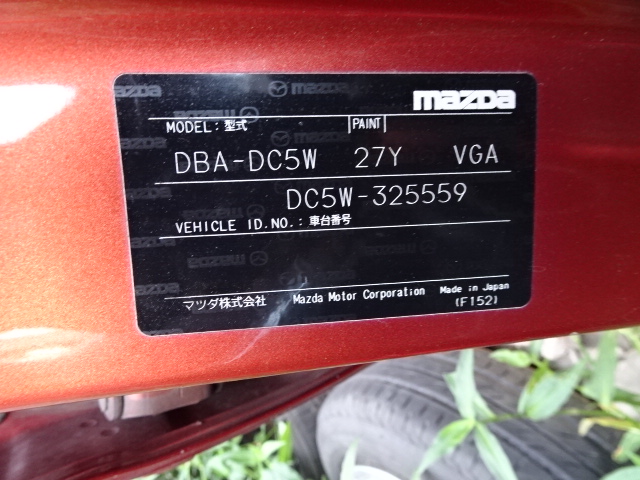 mazda
MODEL:型式 PAINT
DBA-DC5W 27Y VGA
DC5W-325559
VEHICLE ID.NO.:車台番号
マツダ株式会社 Mazda Motor Corporation Made in Japan
(F152)